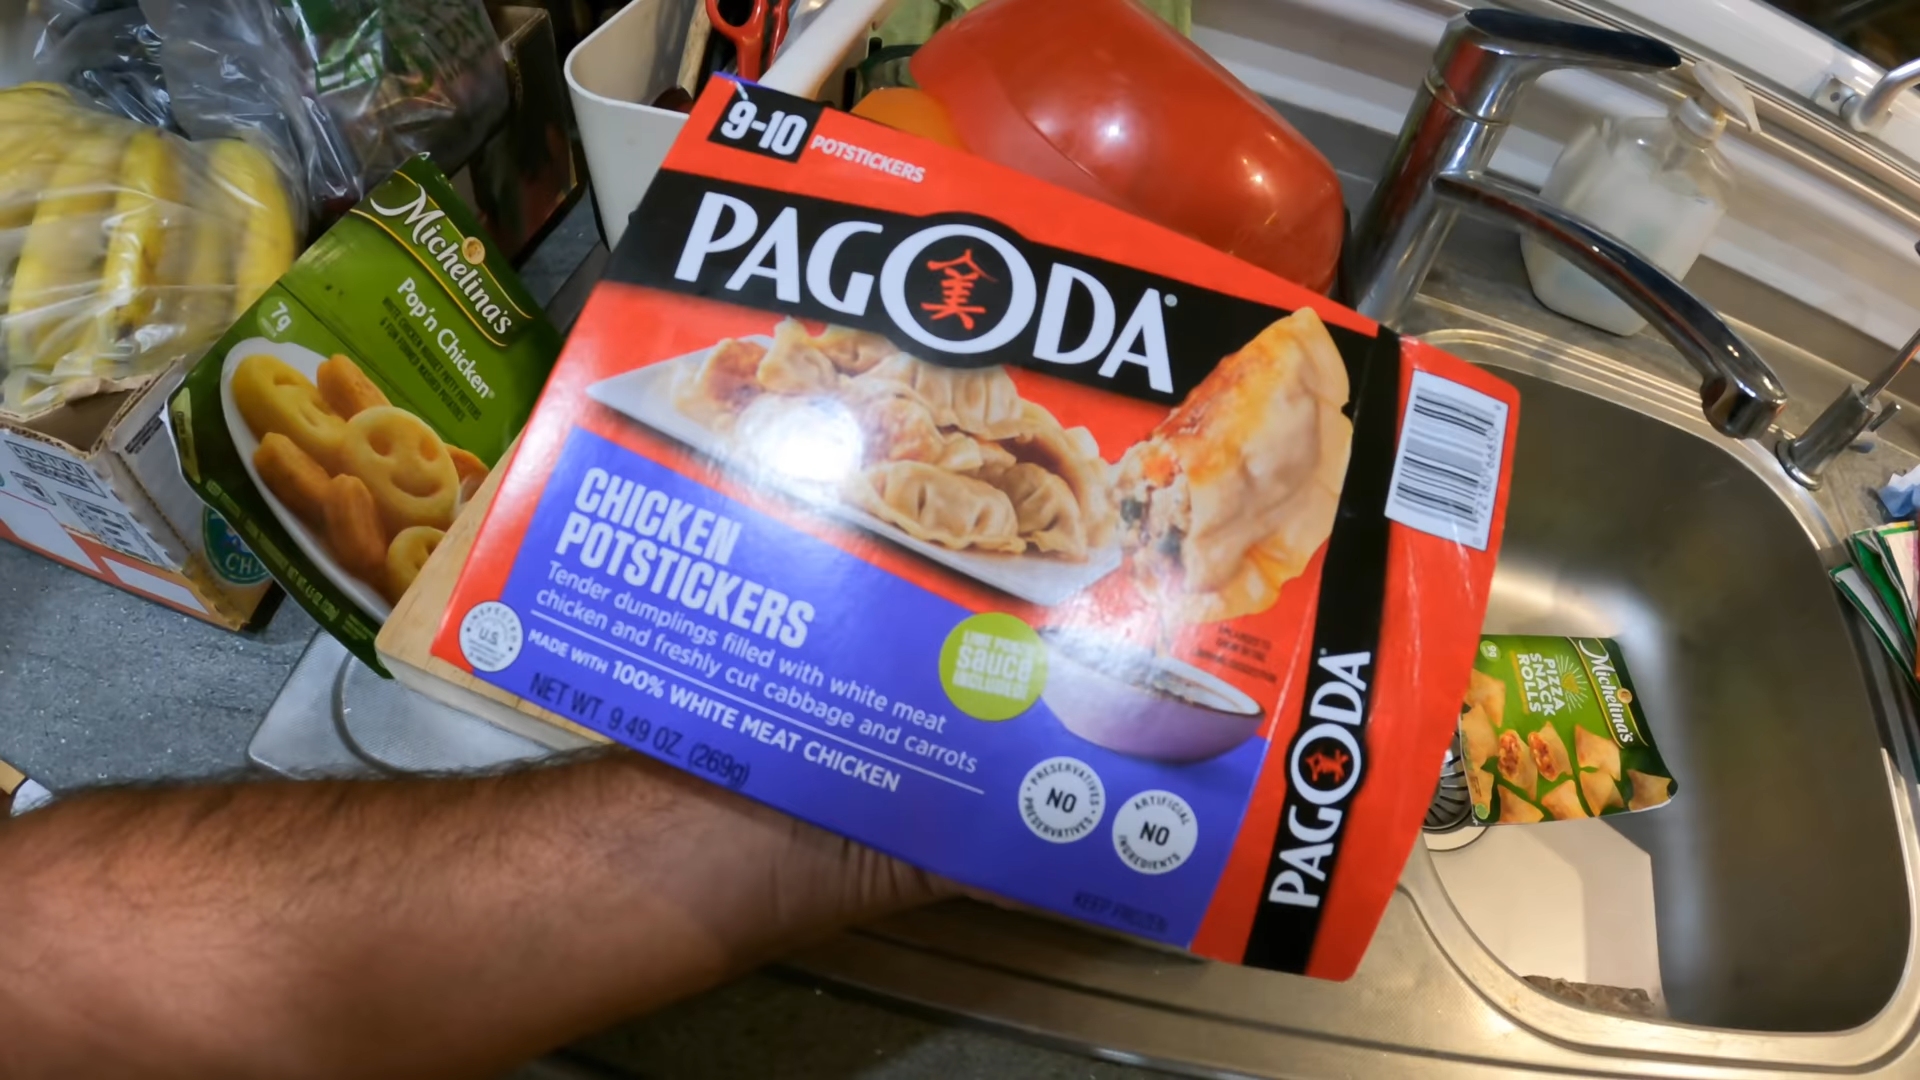 9-10 POTSTICKERS
PAGODA
CHICKEN
POTSTICKERS
Tender dumplings filled with white meat
chicken and freshly cut cabbage and carrots
MADE WITH 100% WHITE MEAT CHICKEN
NET WT. 9.49 OZ. (269g)
U.S.
sauce
INCLUDED
PRESERVATIVES
NO
PRESERVATIVES
ARTIFICIAL
NO
INGREDIENTS
KEEP FROZEN
PAGODA
Michelina's
Pop'n Chicken
7g
Michelina's
PIZZA
SNACK
ROLLS